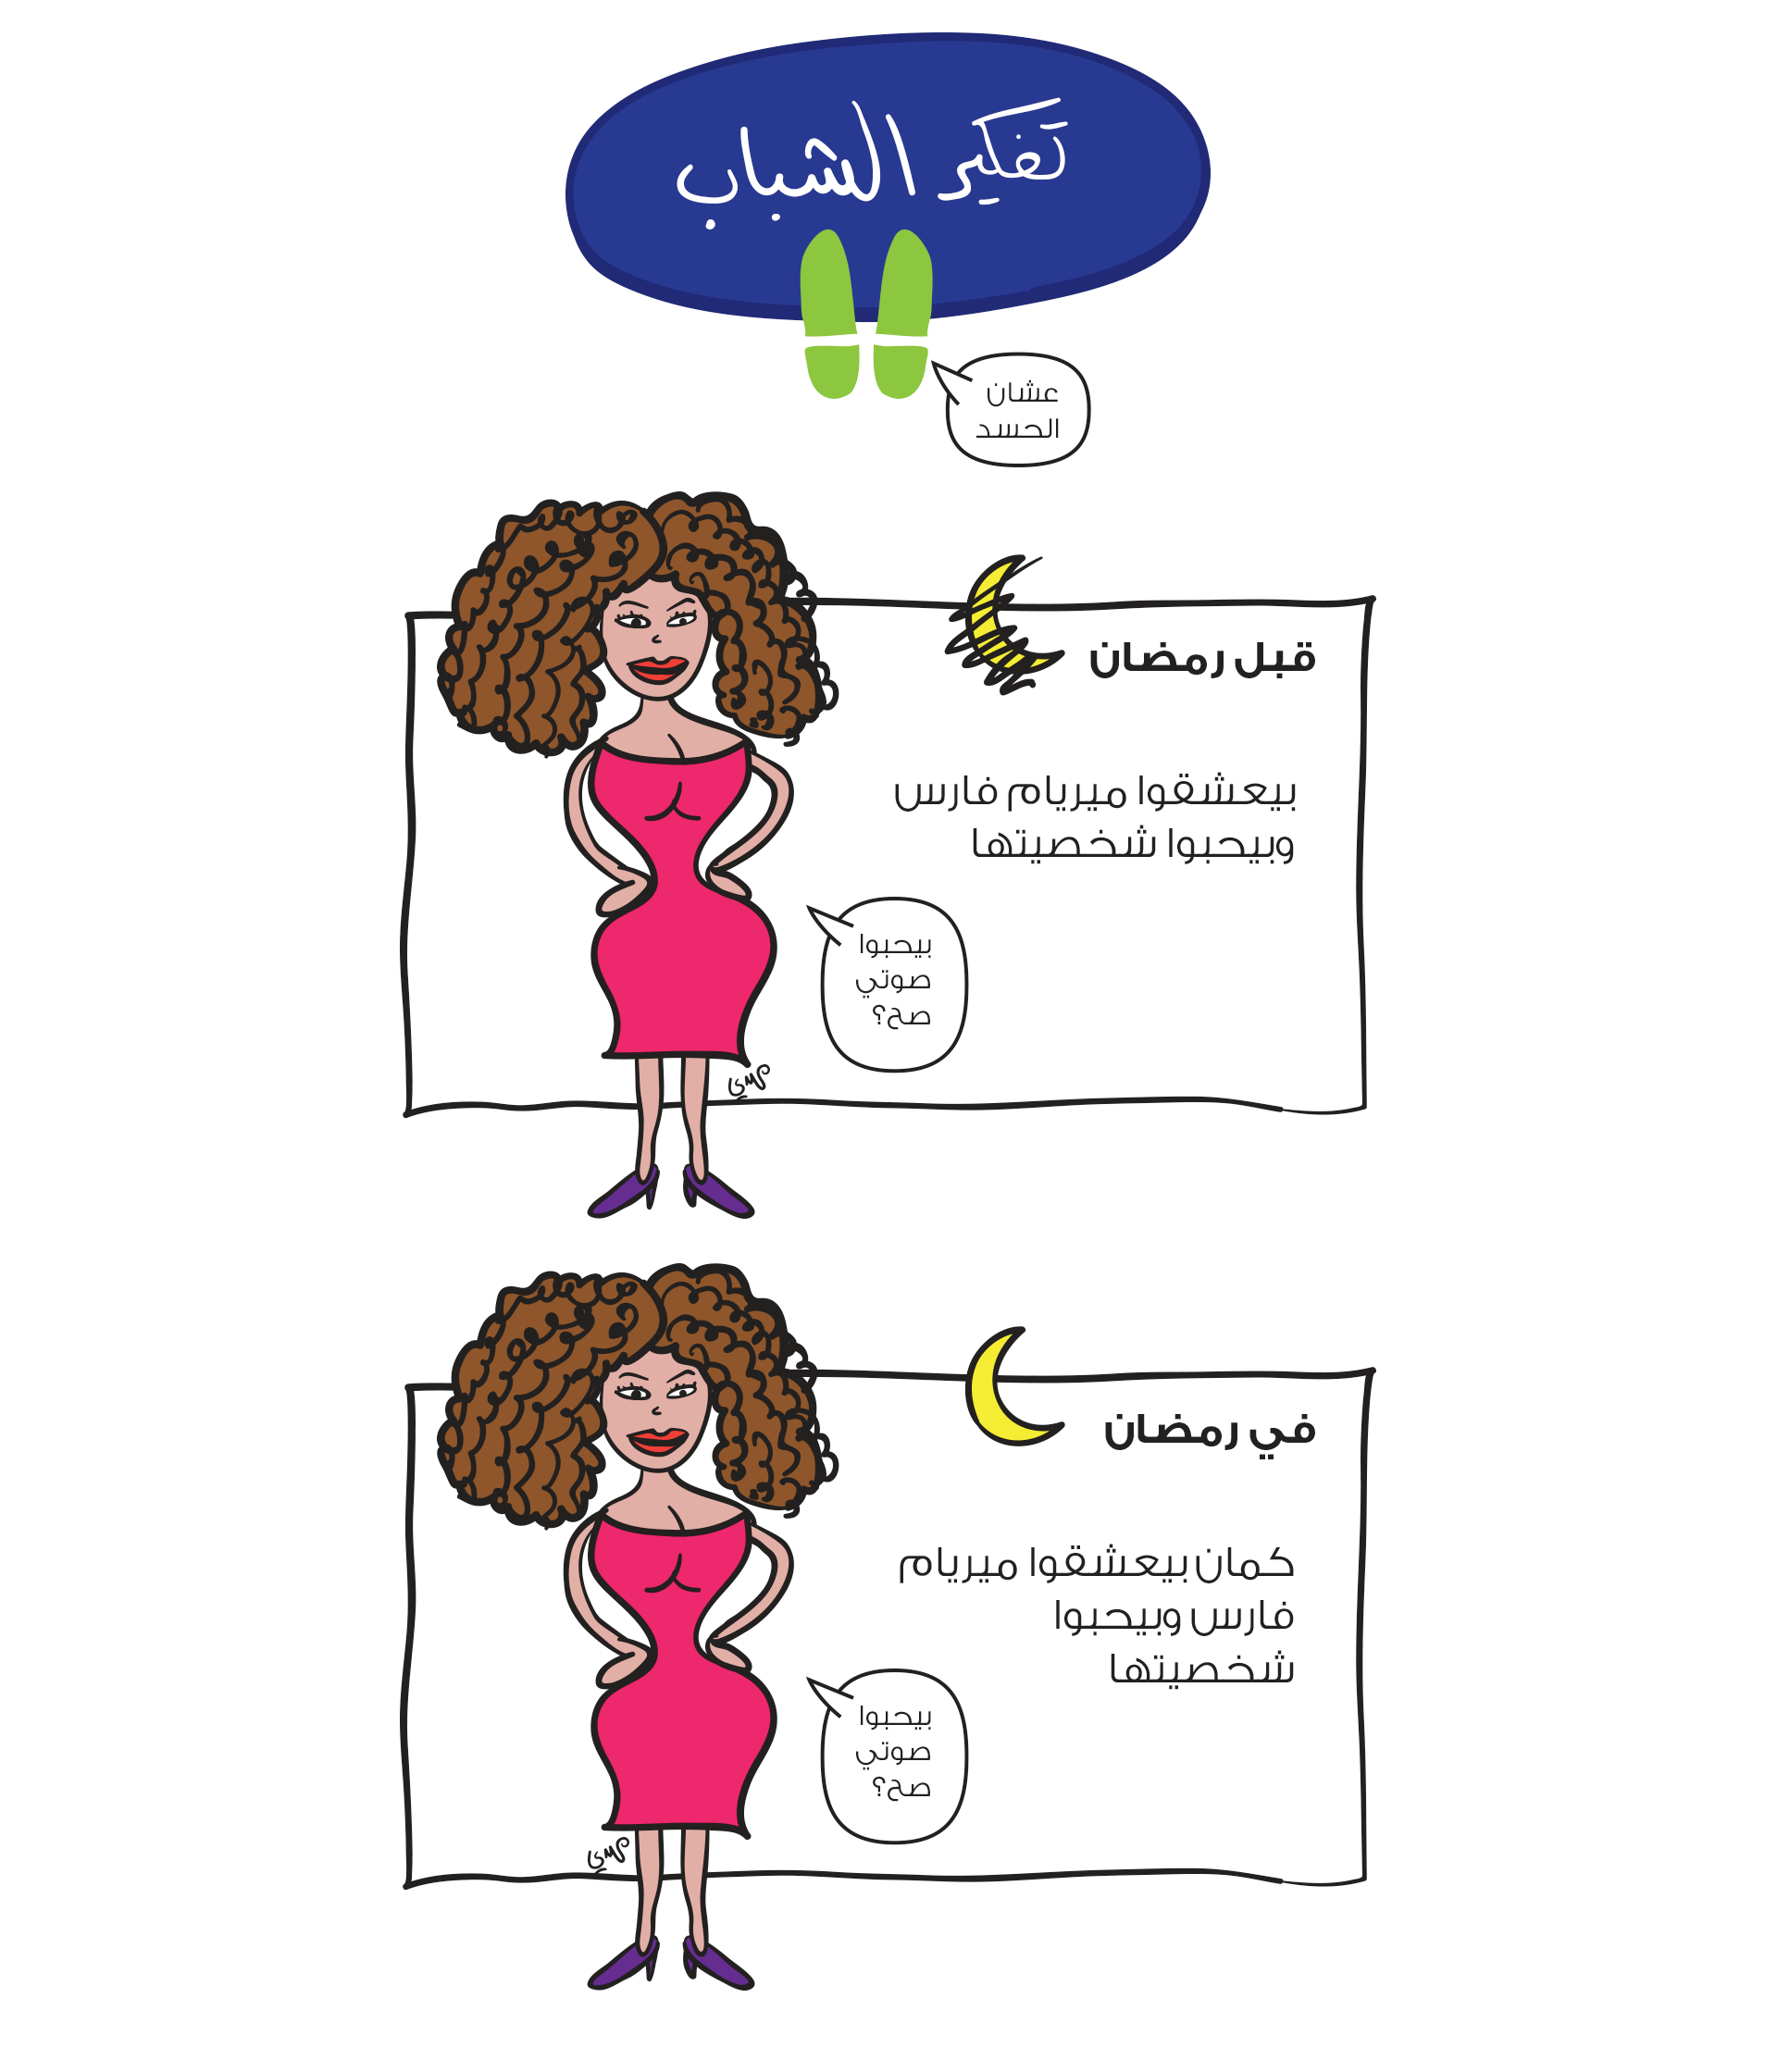 تفكير الشباب
عشان
الحسد
قبل رمضان
بيعشقوا ميريام فارس
وبيحبوا شخصيتها
بيحبوا
صوتي
صح؟
في رمضان
كمان بيعشقوا ميريام
فارس وبيحبوا
شخصيتها
بيحبوا
صوتي
صح؟